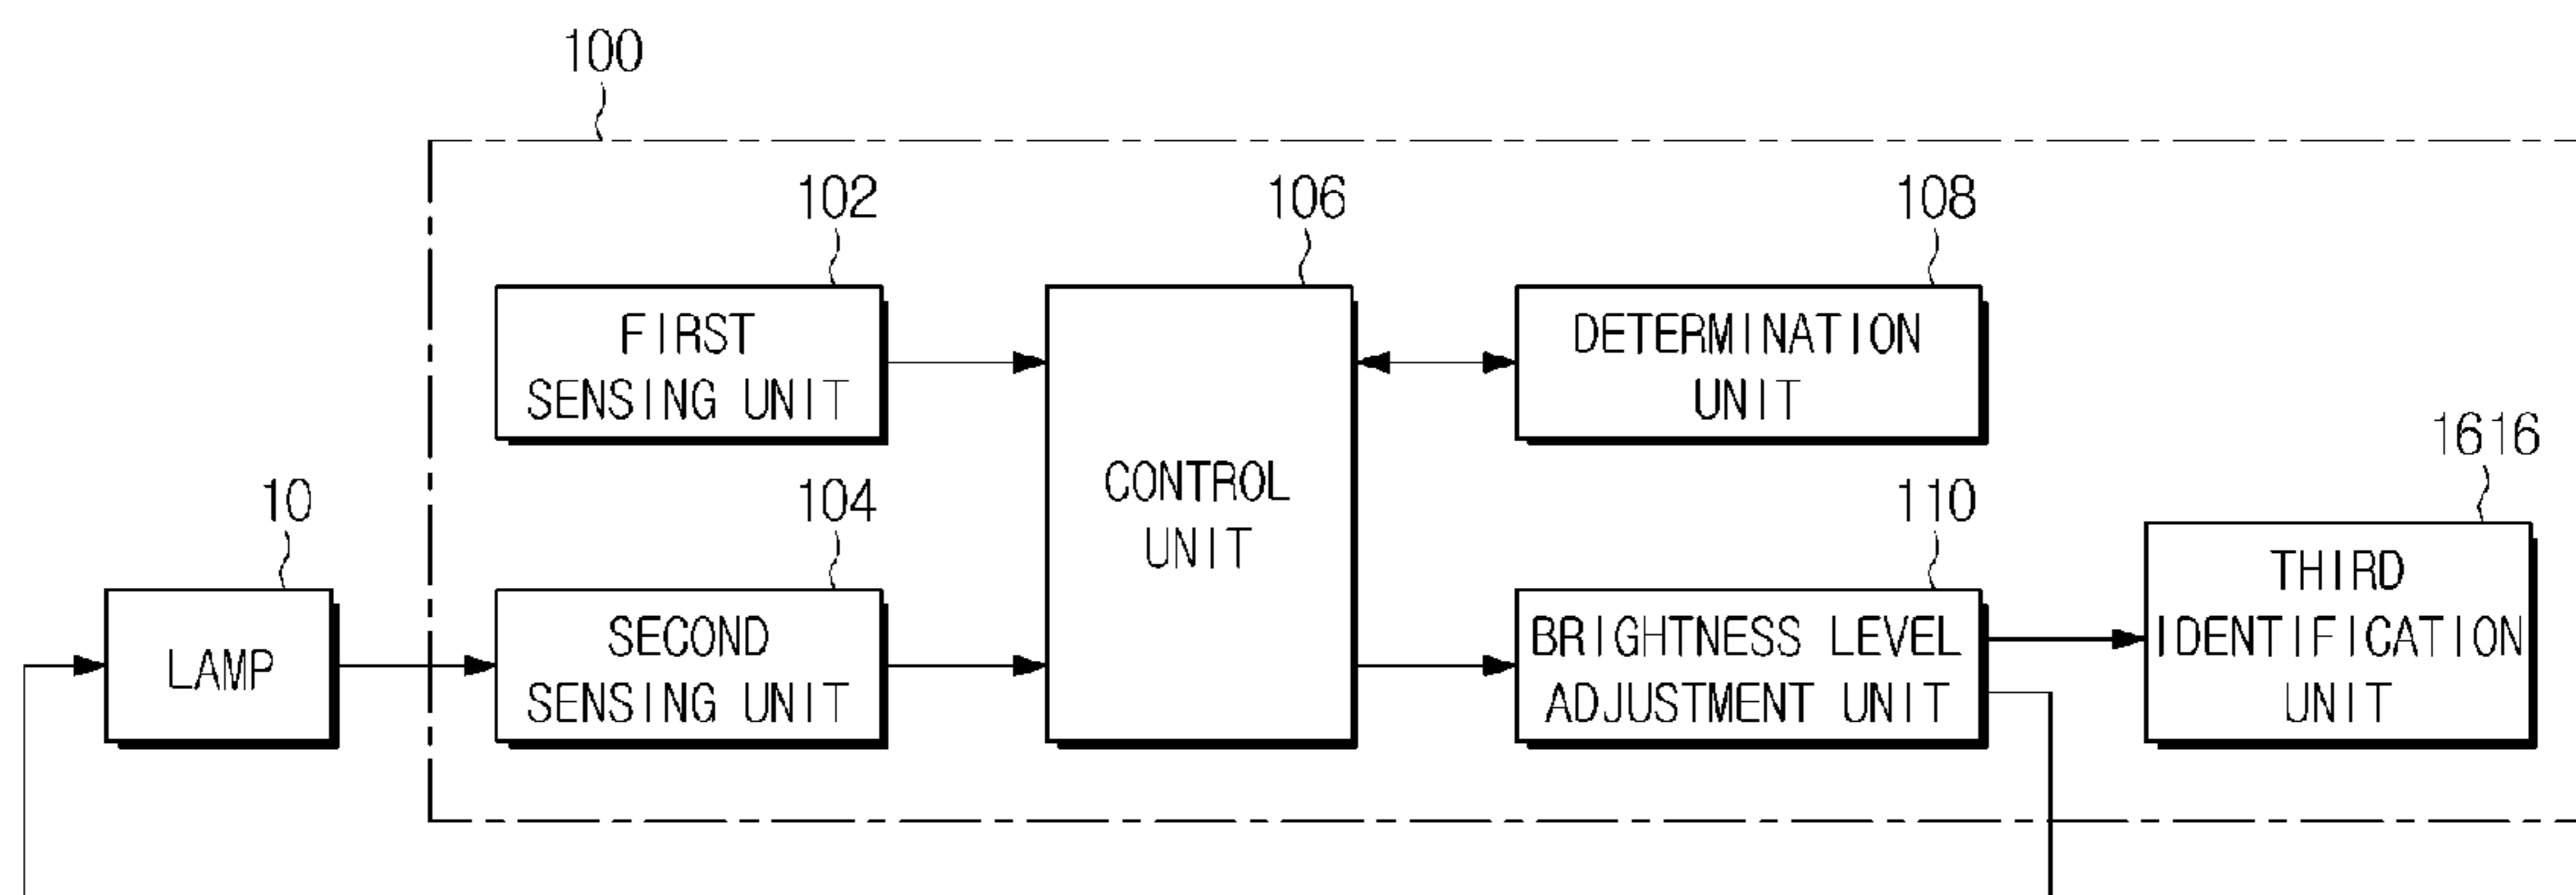 100
102
106
108
FIRST
SENSING UNIT
DETERMINATION
UNIT
1616
10
104
CONTROL
UNIT
110
LAMP
SECOND
SENSING UNIT
BRIGHTNESS LEVEL
ADJUSTMENT UNIT
THIRD
IDENTIFICATION
UNIT